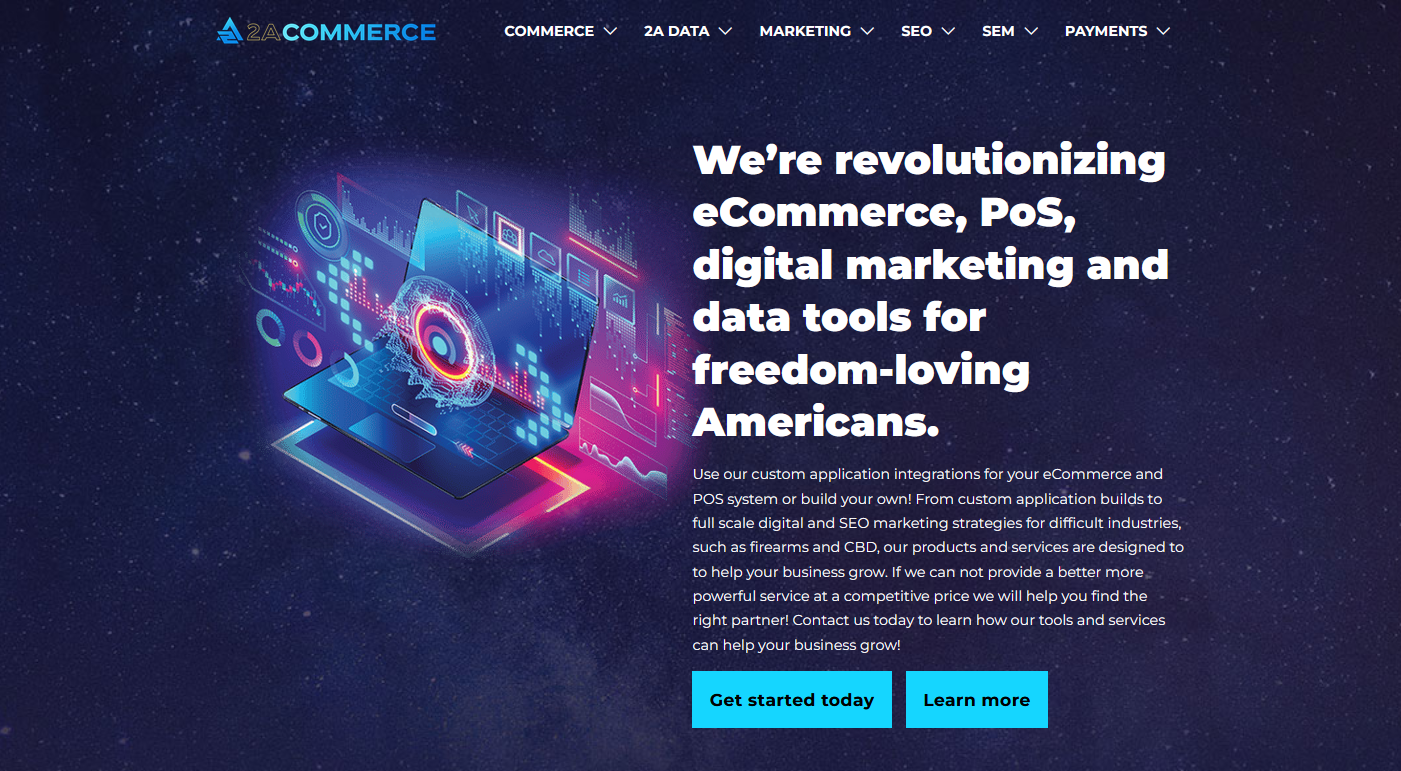 2ACOMMERCE
COMMERCE
2A DATA
MARKETING
SEO
SEM
PAYMENTS
We’re revolutionizing
eCommerce, PoS,
digital marketing and
data tools for
freedom-loving
Americans.
Use our custom application integrations for your eCommerce and
POS system or build your own! From custom application builds to
full scale digital and SEO marketing strategies for difficult industries,
such as firearms and CBD, our products and services are designed to
to help your business grow. If we can not provide a better more
powerful service at a competitive price we will help you find the
right partner! Contact us today to learn how our tools and services
can help your business grow!
Get started today
Learn more